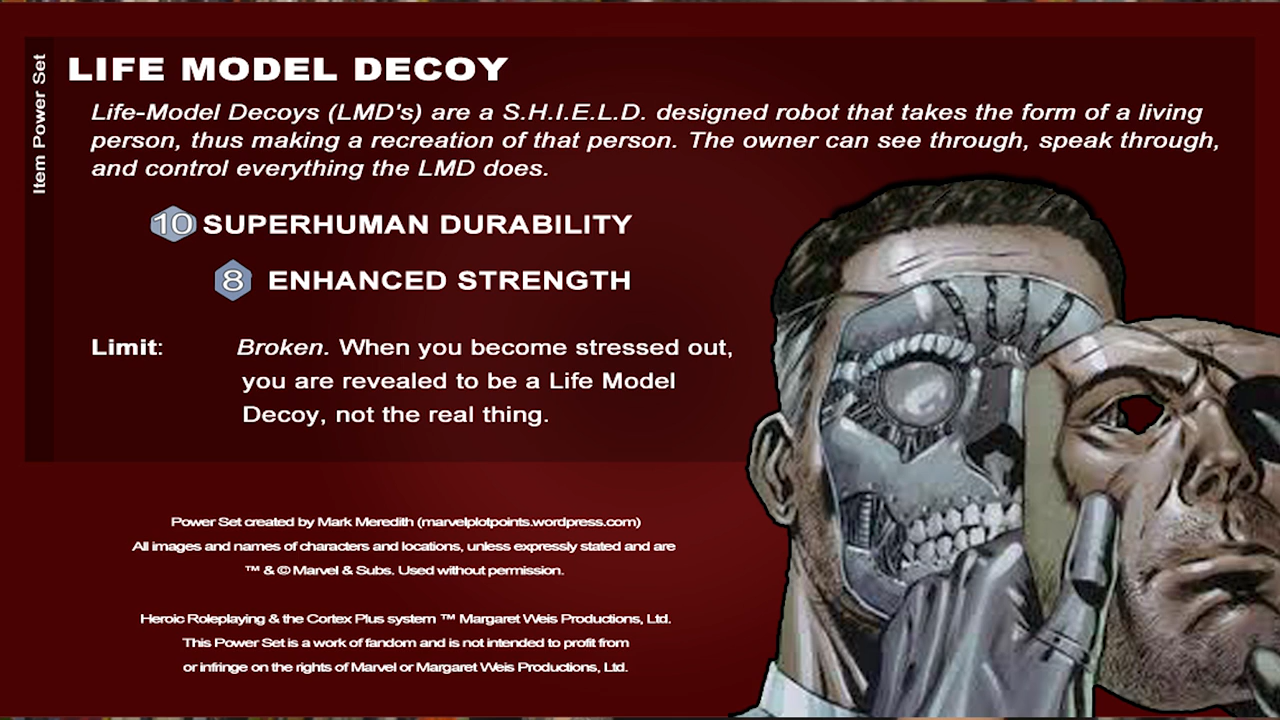 Item Power Set
LIFE MODEL DECOY
Life-Model Decoys (LMD's) are a S.H.I.E.L.D. designed robot that takes the form of a living
person, thus making a recreation of that person. The owner can see through, speak through,
and control everything the LMD does.
10 SUPERHUMAN DURABILITY
8 ENHANCED STRENGTH
Limit: Broken. When you become stressed out,
you are revealed to be a Life Model
Decoy, not the real thing.
Power Set created by Mark Meredith (marvelplotpoints.wordpress.com)
All images and names of characters and locations, unless expressly stated and are
™ & © Marvel & Subs. Used without permission.
Heroic Roleplaying & the Cortex Plus system ™ Margaret Weis Productions, Ltd.
This Power Set is a work of fandom and is not intended to profit from
or infringe on the rights of Marvel or Margaret Weis Productions, Ltd.